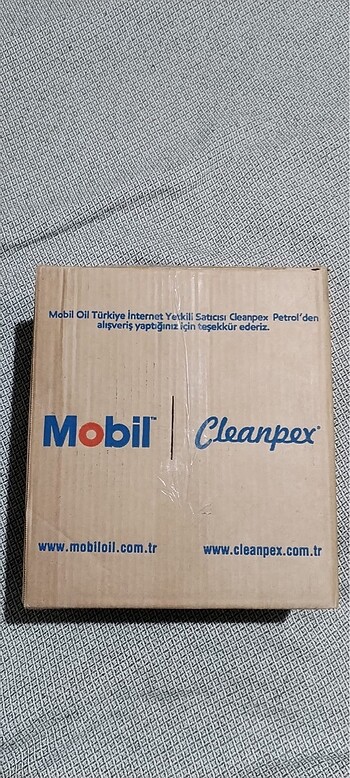 Mobil Oil Türkiye İnternet Yetkili Satıcısı Cleanpex Petrol'den
alışveriş yaptığınız için teşekkür ederiz.
Mobil™ Cleanpex®
www.mobiloil.com.tr www.cleanpex.com.tr